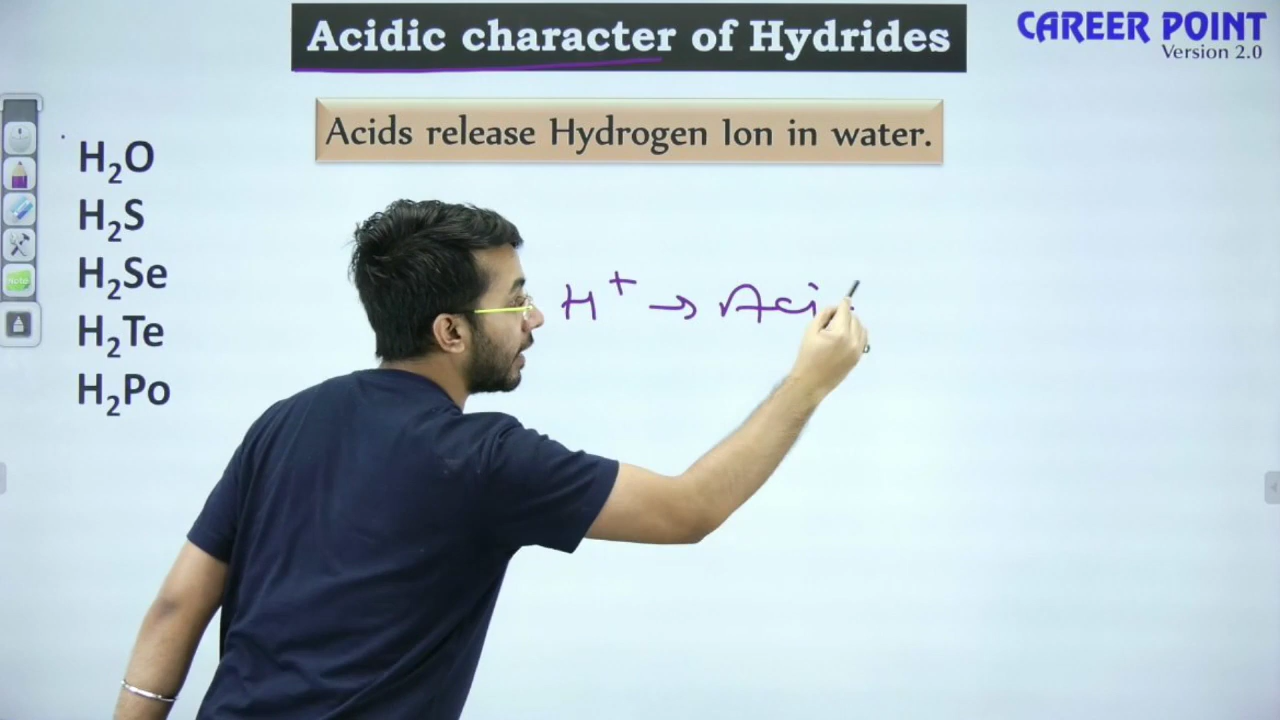 Acidic character of Hydrides
CAREER POINT
Version 2.0
Acids release Hydrogen Ion in water.
H₂O
H₂S
H₂Se
H₂Te
H₂Po
H⁺ → Aci